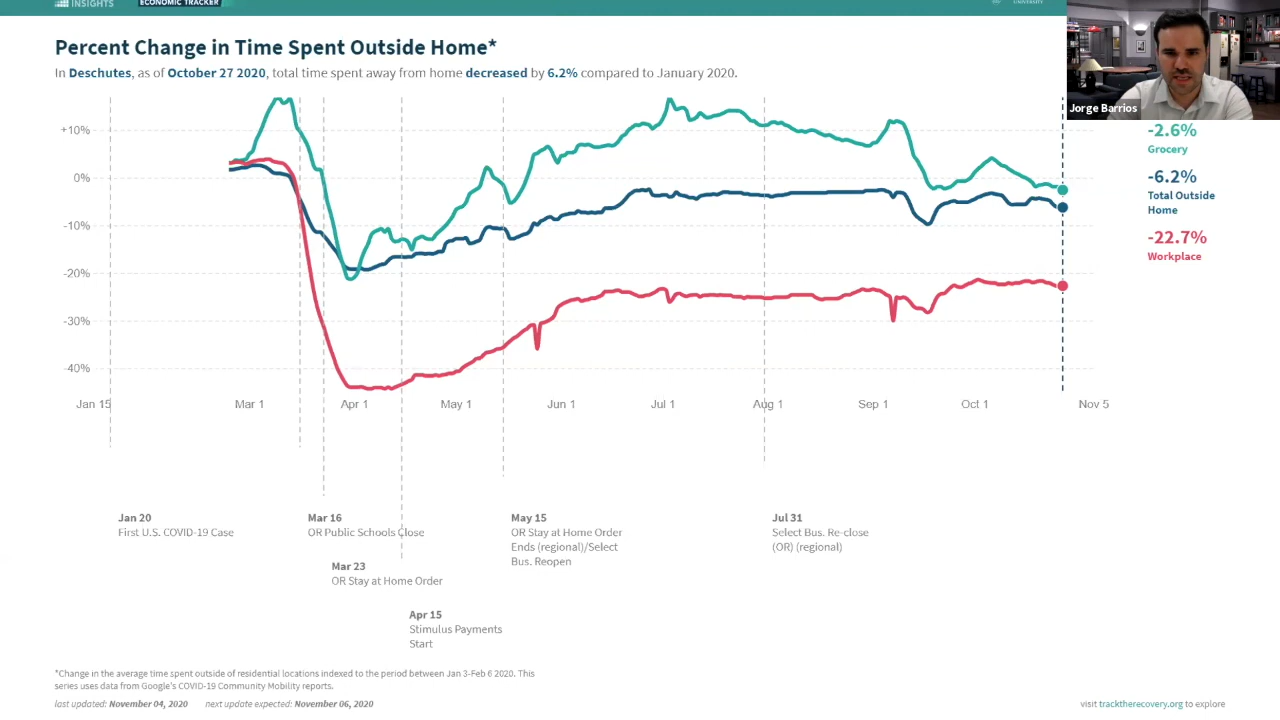 INSIGHTS
ECONOMIC TRACKER
UNIVERSITY
Percent Change in Time Spent Outside Home*
In Deschutes, as of October 27 2020, total time spent away from home decreased by 6.2% compared to January 2020.
Jorge Barrios
+10%
0%
-10%
-20%
-30%
-40%
-2.6%
Grocery
-6.2%
Total Outside
Home
-22.7%
Workplace
Jan 15
Mar 1
Apr 1
May 1
Jun 1
Jul 1
Aug 1
Sep 1
Oct 1
Nov 5
Jan 20
First U.S. COVID-19 Case
Mar 16
OR Public Schools Close
Mar 23
OR Stay at Home Order
Apr 15
Stimulus Payments
Start
May 15
OR Stay at Home Order
Ends (regional)/Select
Bus. Reopen
Jul 31
Select Bus. Re-close
(OR) (regional)
*Change in the average time spent outside of residential locations indexed to the period between Jan 3-Feb 6 2020. This
series uses data from Google's COVID-19 Community Mobility reports.
last updated: November 04, 2020 next update expected: November 06, 2020
visit tracktherecovery.org to explore